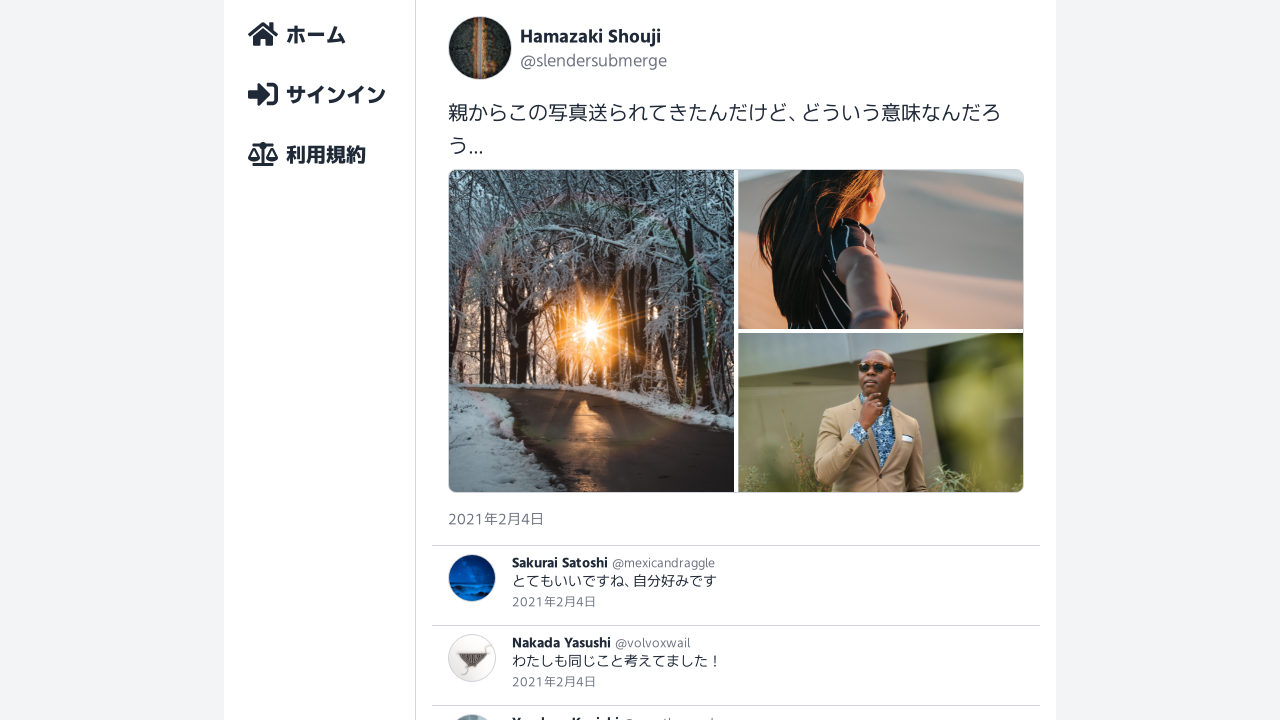 ホーム
サインイン
利用規約
Hamazaki Shouji
@slendersubmerge
親からこの写真送られてきたんだけど、どういう意味なんだろ
う...
2021年2月4日
Sakurai Satoshi @mexicandraggle
とてもいいですね、自分好みです
2021年2月4日
Nakada Yasushi @volvoxwail
わたしも同じこと考えてました！
2021年2月4日